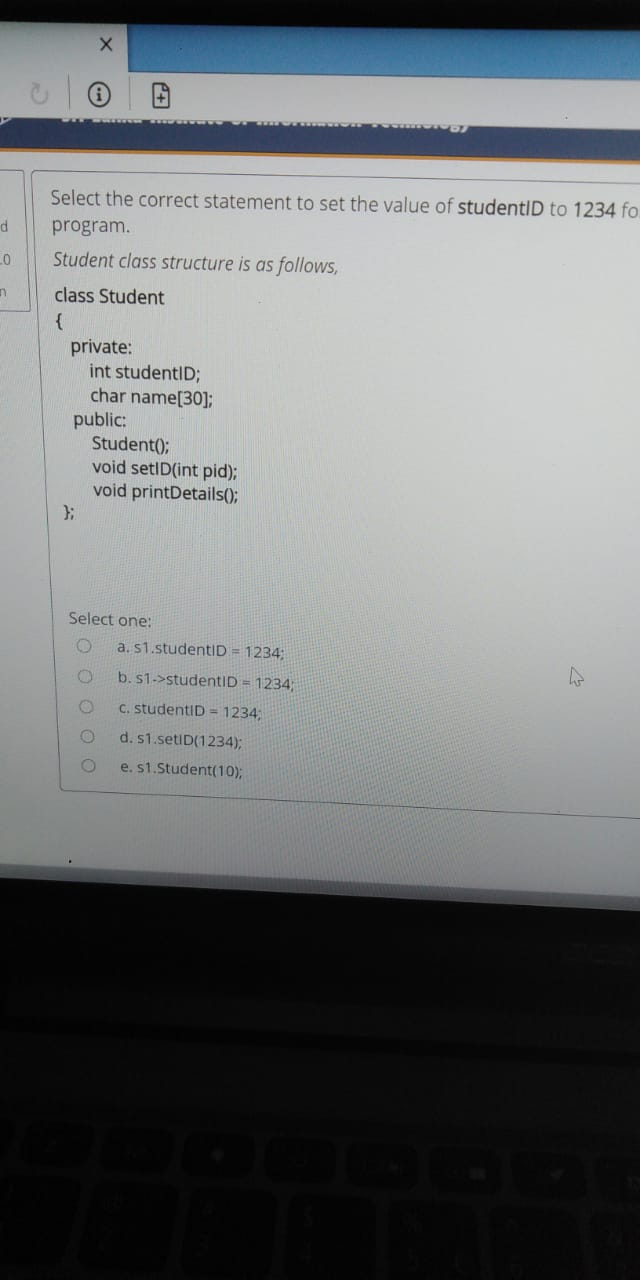 Select the correct statement to set the value of studentID to 1234
program.
Student class structure is as follows,
class Student
{
private:
int studentID;
char name[30];
public:
Student();
void setID(int pid);
void printDetails();
};
Select one:
a. s1.studentID = 1234;
b. s1->studentID = 1234;
c. studentID = 1234;
d. s1.setID(1234);
e. s1.Student(10);